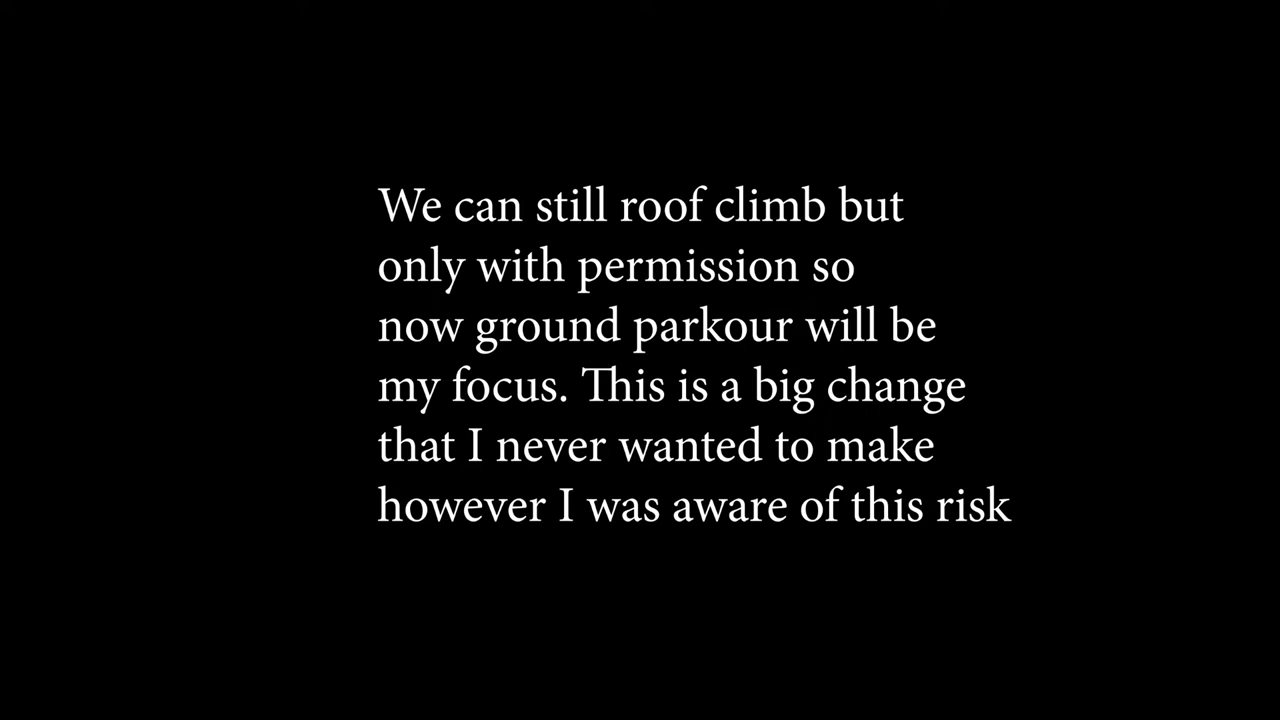 We can still roof climb but
only with permission so
now ground parkour will be
my focus. This is a big change
that I never wanted to make
however I was aware of this risk